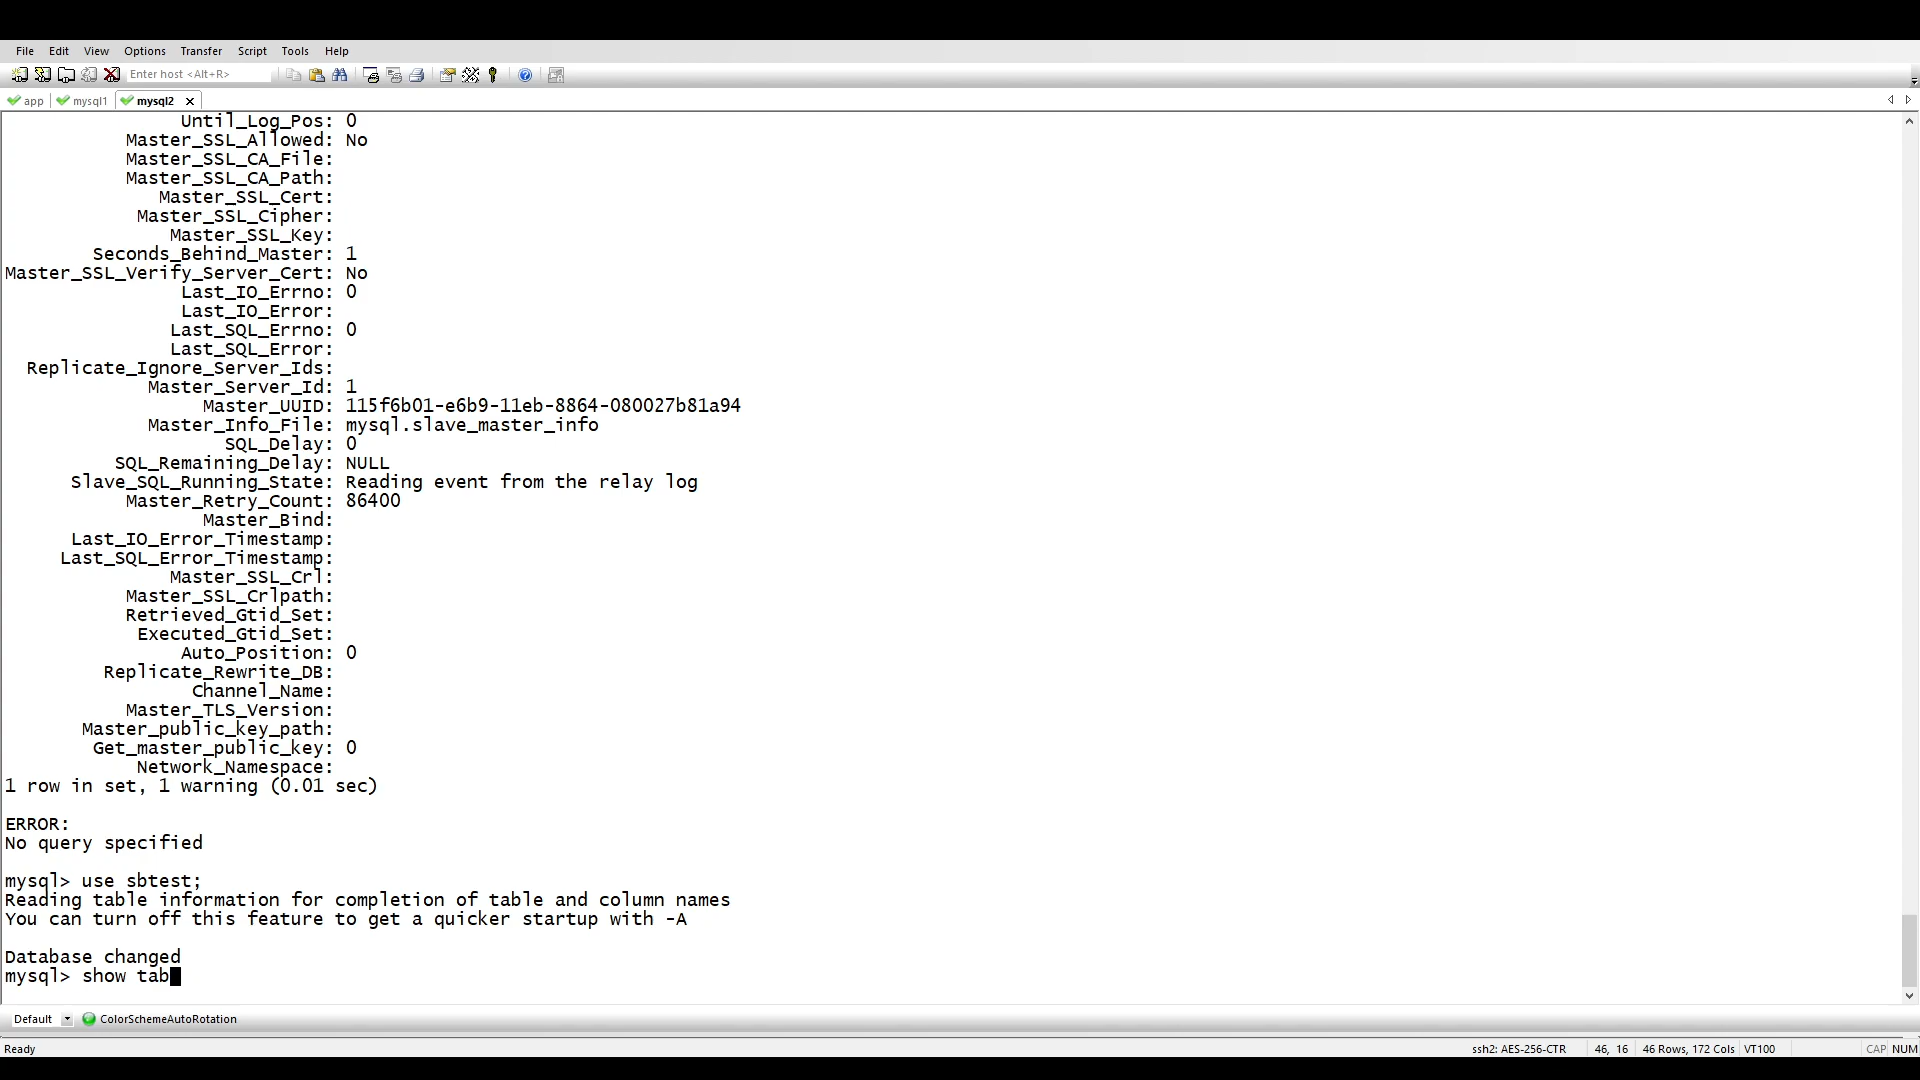 File Edit View Options Transfer Script Tools Help
Enter host <Alt+R>
app mysql1 mysql2
Until_Log_Pos: 0
Master_SSL_Allowed: No
Master_SSL_CA_File:
Master_SSL_CA_Path:
Master_SSL_Cert:
Master_SSL_Cipher:
Master_SSL_Key:
Seconds_Behind_Master: 1
Master_SSL_Verify_Server_Cert: No
Last_IO_Errno: 0
Last_IO_Error:
Last_SQL_Errno: 0
Last_SQL_Error:
Replicate_Ignore_Server_Ids:
Master_Server_Id: 1
Master_UUID: 115f6b01-e6b9-11eb-8864-080027b81a94
Master_Info_File: mysql.slave_master_info
SQL_Delay: 0
SQL_Remaining_Delay: NULL
Slave_SQL_Running_State: Reading event from the relay log
Master_Retry_Count: 86400
Master_Bind:
Last_IO_Error_Timestamp:
Last_SQL_Error_Timestamp:
Master_SSL_Crl:
Master_SSL_Crlpath:
Retrieved_Gtid_Set:
Executed_Gtid_Set:
Auto_Position: 0
Replicate_Rewrite_DB:
Channel_Name:
Master_TLS_Version:
Master_public_key_path:
Get_master_public_key: 0
Network_Namespace:
1 row in set, 1 warning (0.01 sec)
ERROR:
No query specified
mysql> use sbtest;
Reading table information for completion of table and column names
You can turn off this feature to get a quicker startup with -A
Database changed
mysql> show tab
Default ColorSchemeAutoRotation
Ready ssh2: AES-256-CTR 46, 16 46 Rows, 172 Cols VT100 CAP NUM